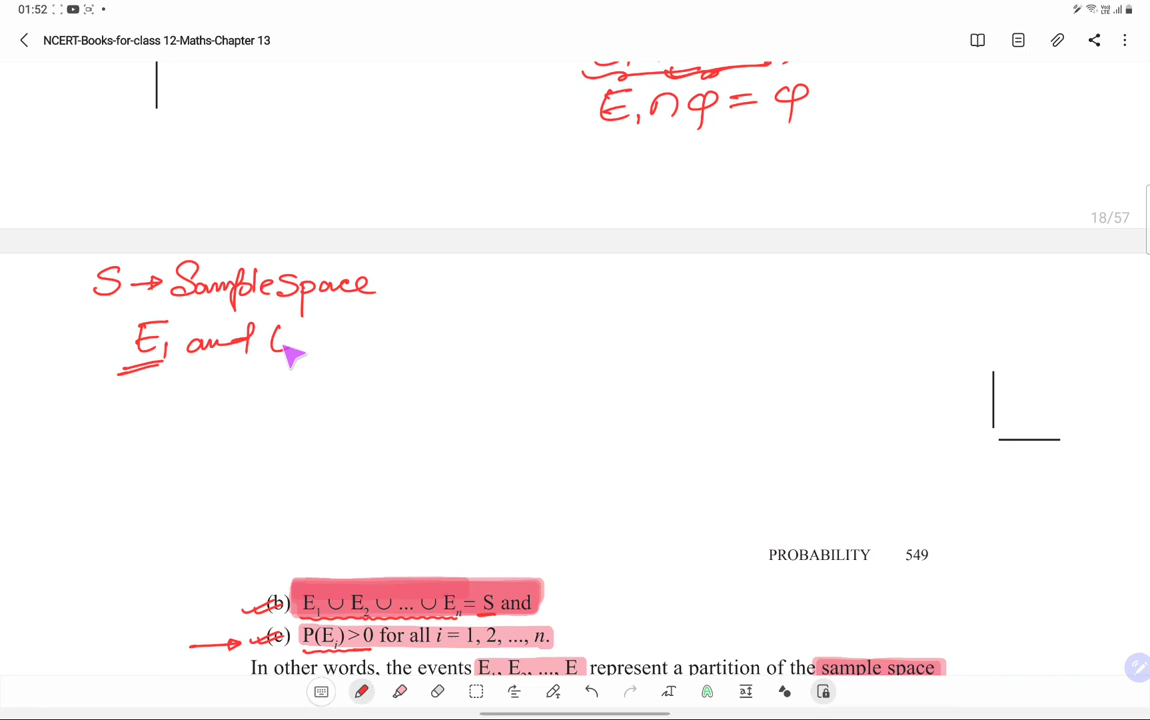 01:52
NCERT-Books-for-class 12-Maths-Chapter 13
E₁ ∩ φ = φ
18/57
S → Sample Space
E₁ and (
PROBABILITY 549
(b) E₁ ∪ E₂ ∪ ... ∪ Eₙ = S and
(c) P(Eᵢ) > 0 for all i = 1, 2, ..., n.
In other words, the events E₁, E₂, ..., E represent a partition of the sample space